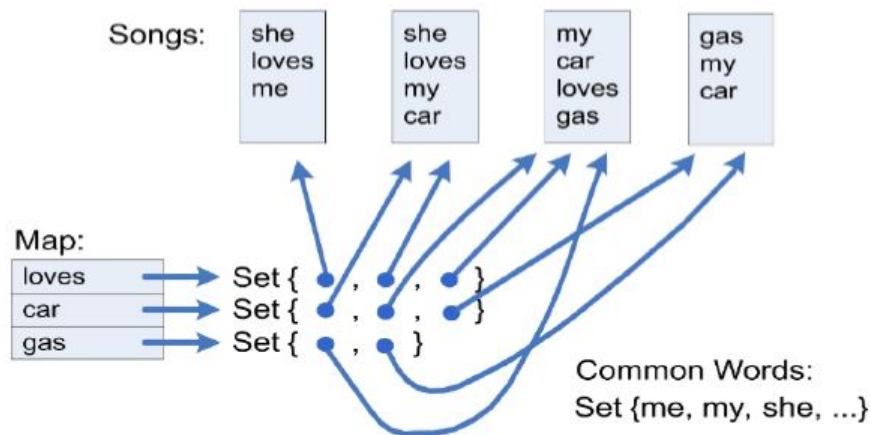 Songs:
she
loves
me
she
loves
my
car
my
car
loves
gas
gas
my
car
Map:
loves
car
gas
Set { , , }
Set { , , }
Set { , }
Common Words:
Set {me, my, she, ...}